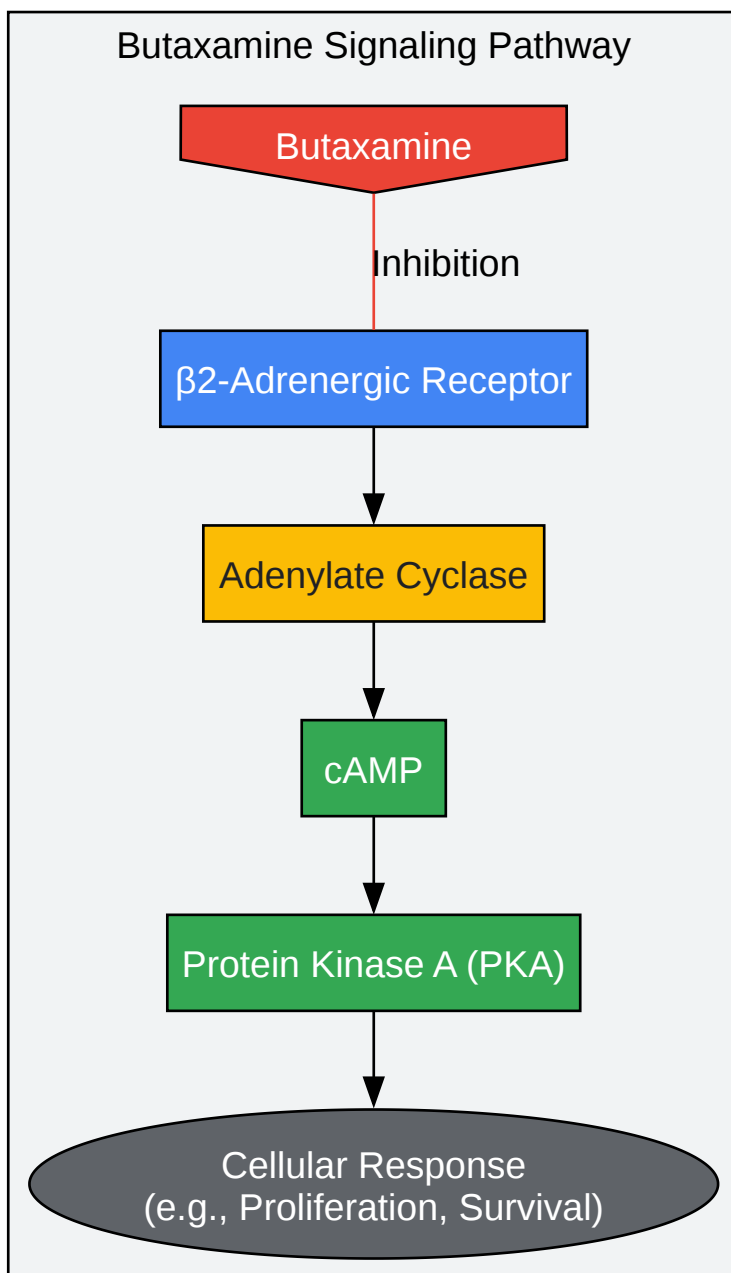 Butaxamine Signaling Pathway
Butaxamine
Inhibition
β2-Adrenergic Receptor
Adenylate Cyclase
cAMP
Protein Kinase A (PKA)
Cellular Response
(e.g., Proliferation, Survival)